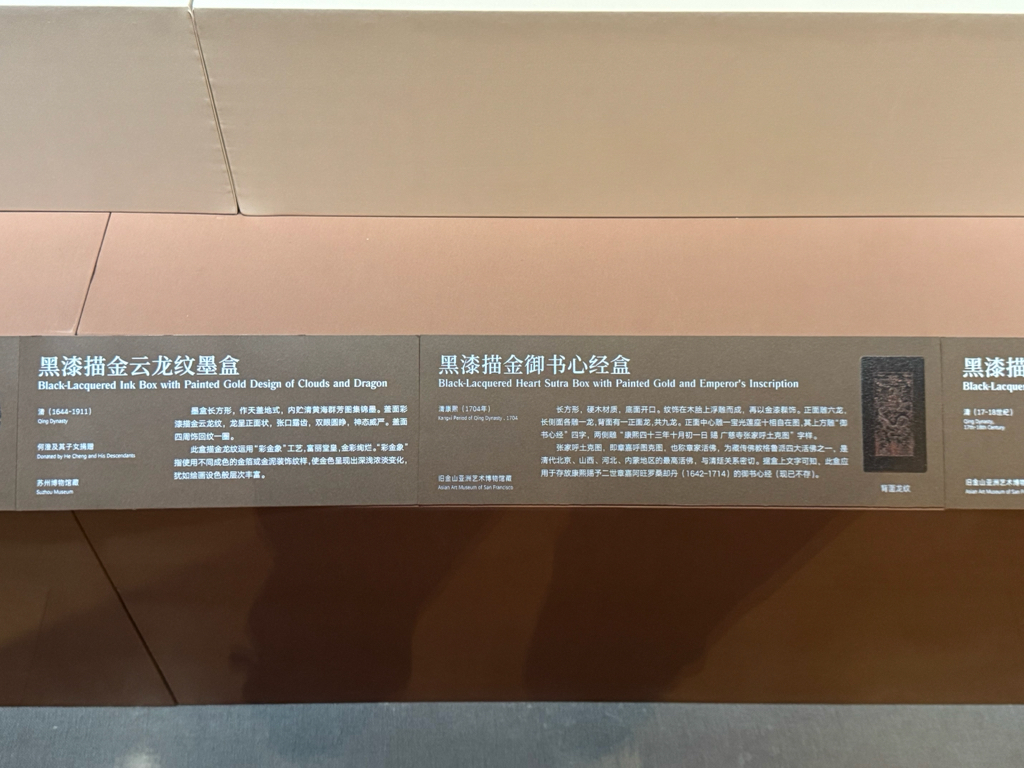 黑漆描金云龙纹墨盒
Black-Lacquered Ink Box with Painted Gold Design of Clouds and Dragon
清（1644-1911）
Qing Dynasty
何澄及其子女捐赠
Donated by He Cheng and His Descendants
苏州博物馆藏
Suzhou Museum
墨盒长方形，作天盖地式，内贮清黄海群芳图集锦墨。盖面彩
漆描金云龙纹，龙呈正面状，张口露齿，双眼圆睁，神态威严。盖面
四周饰回纹一圈。
此盒描金龙纹运用“彩金象”工艺，富丽堂皇，金彩绚烂。“彩金象”
指使用不同成色的金箔或金泥装饰纹样，使金色呈现出深浅浓淡变化，
犹如绘画设色般层次丰富。
黑漆描金御书心经盒
Black-Lacquered Heart Sutra Box with Painted Gold and Emperor's Inscription
清康熙（1704年）
Kangxi Period of Qing Dynasty , 1704
旧金山亚洲艺术博物馆藏
Asian Art Museum of San Francisco
长方形，硬木材质，底面开口。纹饰在木胎上浮雕而成，再以金漆髹饰。正面雕六龙，
长侧面各雕一龙，背面有一正面龙，共九龙。正面中心雕一宝光莲座十相自在图，其上方雕“御
书心经”四字，两侧雕“康熙四十三年十月初一日 赐 广慈寺张家呼土克图”字样。
张家呼土克图，即章嘉呼图克图，也称章家活佛，为藏传佛教格鲁派四大活佛之一，是
清代北京、山西、河北、内蒙地区的最高活佛，与清廷关系密切。据盒上文字可知，此盒应
用于存放康熙赐予二世章嘉阿旺罗桑却丹（1642-1714）的御书心经（现已不存）。
背面龙纹
黑漆描
Black-Lacque
清（17-18世纪）
Qing Dynasty,
17th-18th Century
旧金山亚洲艺术博物馆
Asian Art Museum of San F